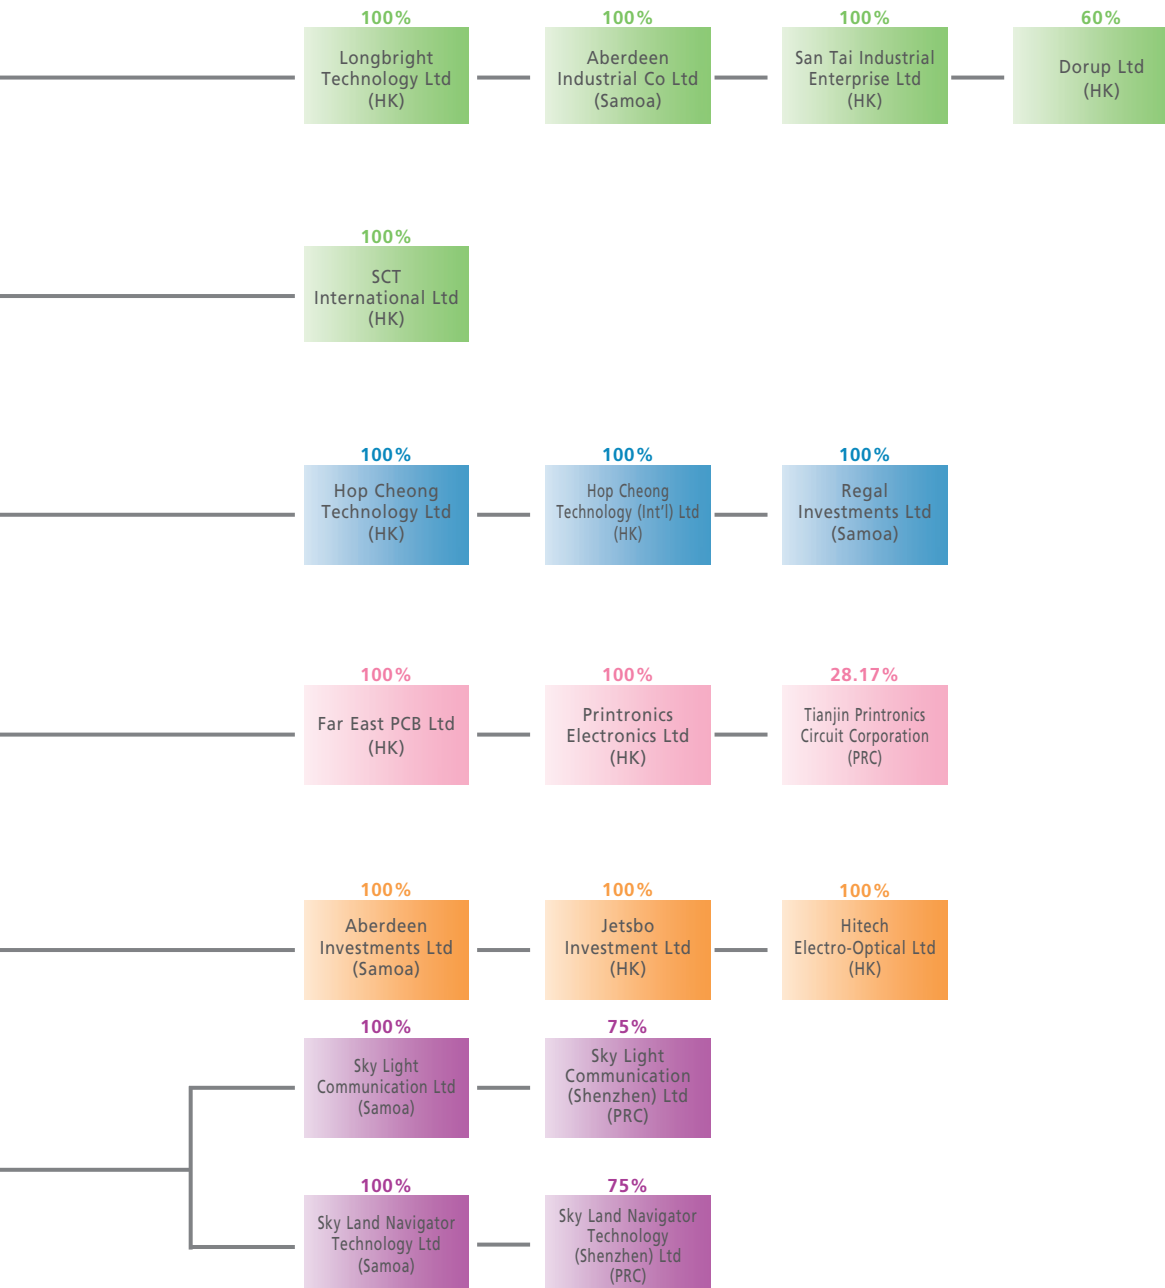 100%
Longbright
Technology Ltd
(HK)
100%
Aberdeen
Industrial Co Ltd
(Samoa)
100%
San Tai Industrial
Enterprise Ltd
(HK)
60%
Dorup Ltd
(HK)
100%
SCT
International Ltd
(HK)
100%
Hop Cheong
Technology Ltd
(HK)
100%
Hop Cheong
Technology (Int'l) Ltd
(HK)
100%
Regal
Investments Ltd
(Samoa)
100%
Far East PCB Ltd
(HK)
100%
Printronics
Electronics Ltd
(HK)
28.17%
Tianjin Printronics
Circuit Corporation
(PRC)
100%
Aberdeen
Investments Ltd
(Samoa)
100%
Jetsbo
Investment Ltd
(HK)
100%
Hitech
Electro-Optical Ltd
(HK)
100%
Sky Light
Communication Ltd
(Samoa)
75%
Sky Light
Communication
(Shenzhen) Ltd
(PRC)
100%
Sky Land Navigator
Technology Ltd
(Samoa)
75%
Sky Land Navigator
Technology
(Shenzhen) Ltd
(PRC)